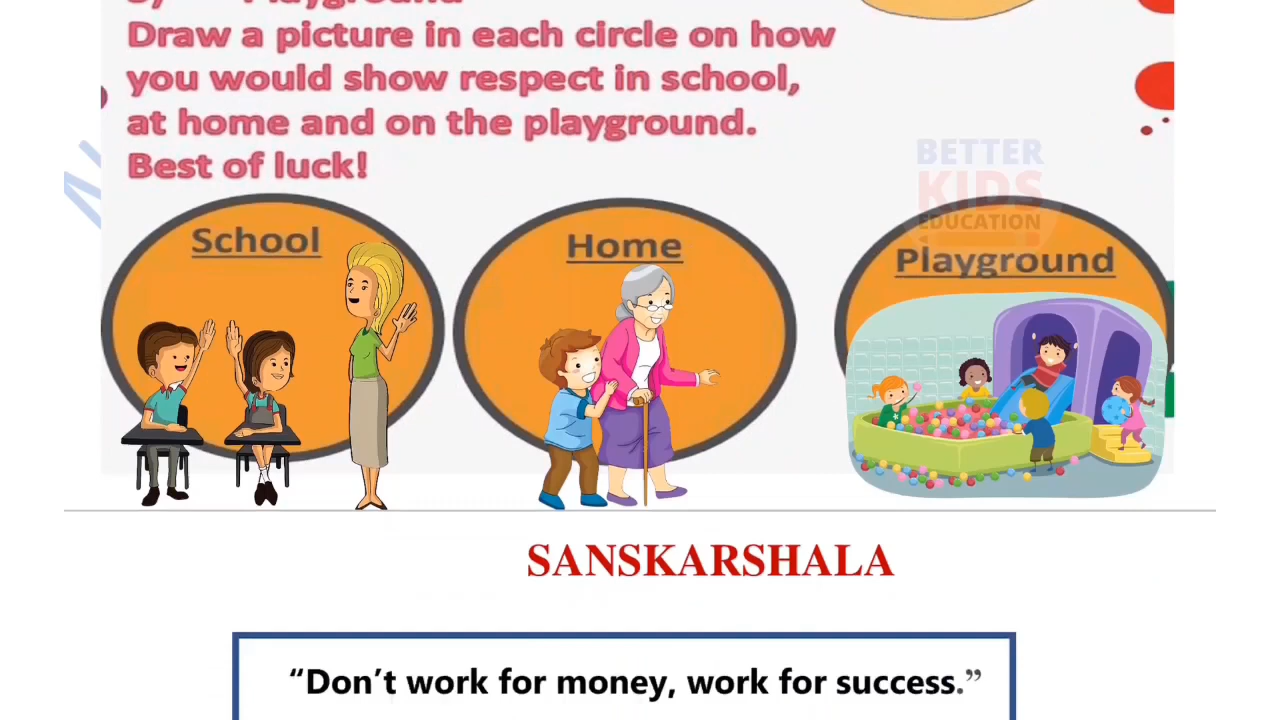 Playground
Draw a picture in each circle on how
you would show respect in school,
at home and on the playground.
Best of luck!
BETTER
KIDS
EDUCATION
School
Home
Playground
SANSKARSHALA
“Don’t work for money, work for success.”